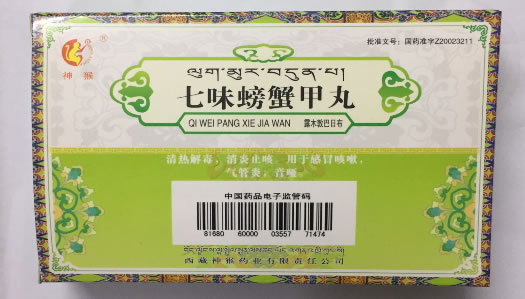 神猴
®
批准文号：国药准字Z20023211
ལུག་མུར་བདུན་པ།
七味螃蟹甲丸
QI WEI PANG XIE JIA WAN
露木敦巴日布
清热解毒，消炎止咳。用于感冒咳嗽、
气管炎，音哑。
中国药品电子监管码
81680 60000 03557 71474
西藏神猴药业有限责任公司